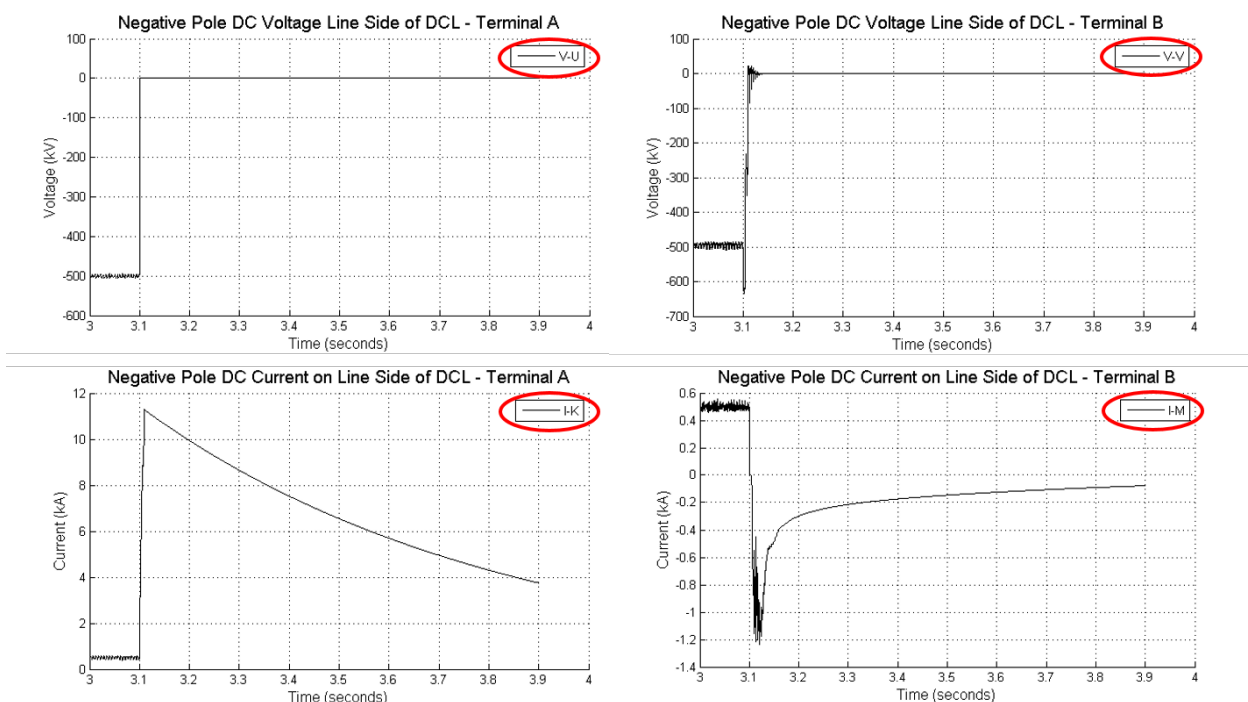 Negative Pole DC Voltage Line Side of DCL - Terminal A
V-U
100
0
-100
-200
-300
-400
-500
-600
Voltage (kV)
3 3.1 3.2 3.3 3.4 3.5 3.6 3.7 3.8 3.9 4
Time (seconds)
Negative Pole DC Voltage Line Side of DCL - Terminal B
V-V
100
0
-100
-200
-300
-400
-500
-600
-700
Voltage (kV)
3 3.1 3.2 3.3 3.4 3.5 3.6 3.7 3.8 3.9 4
Time (seconds)
Negative Pole DC Current on Line Side of DCL - Terminal A
I-K
12
10
8
6
4
2
0
Current (kA)
3 3.1 3.2 3.3 3.4 3.5 3.6 3.7 3.8 3.9 4
Time (seconds)
Negative Pole DC Current on Line Side of DCL - Terminal B
I-M
0.6
0.4
0.2
0
-0.2
-0.4
-0.6
-0.8
-1
-1.2
-1.4
Current (kA)
3 3.1 3.2 3.3 3.4 3.5 3.6 3.7 3.8 3.9 4
Time (seconds)